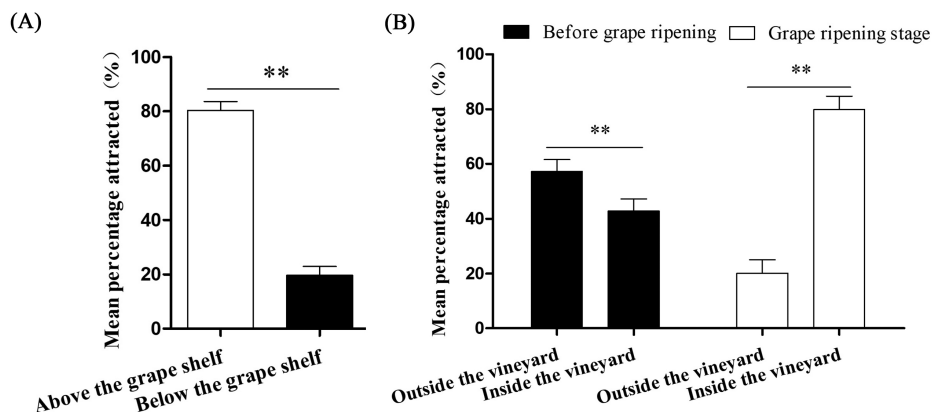 (A)
Mean percentage attracted (%)
100
80
60
40
20
0
**
Above the grape shelf
Below the grape shelf
(B)
Before grape ripening
Grape ripening stage
Mean percentage attracted (%)
100
80
60
40
20
0
**
**
Outside the vineyard
Inside the vineyard
Outside the vineyard
Inside the vineyard